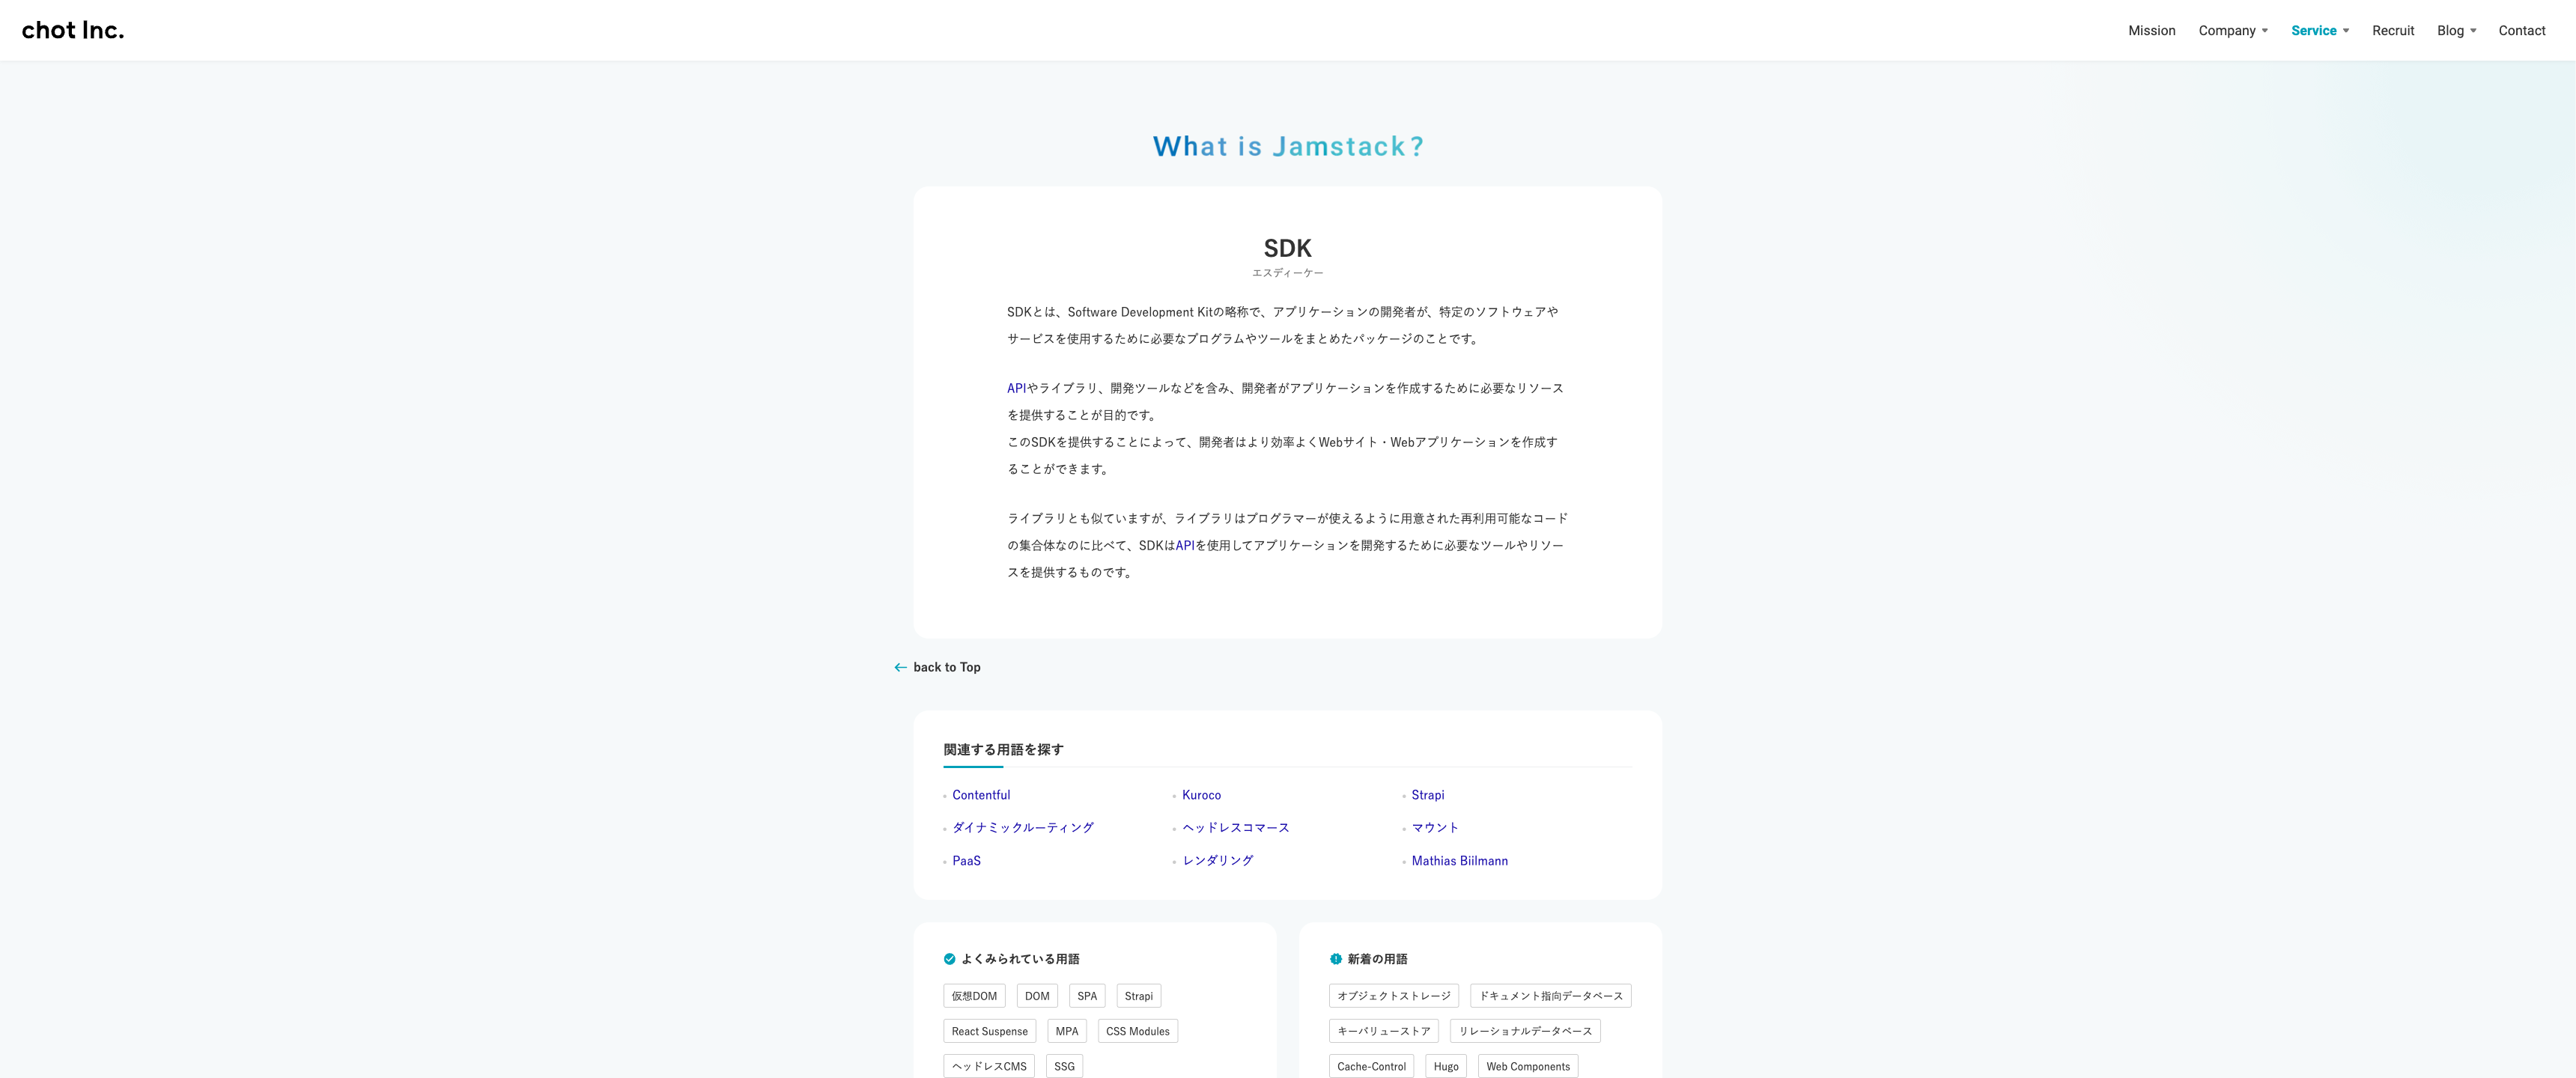 chot Inc.
Mission Company Service Recruit Blog Contact
What is Jamstack?
SDK
エスディーケー
SDKとは、Software Development Kitの略称で、アプリケーションの開発者が、特定のソフトウェアや
サービスを使用するために必要なプログラムやツールをまとめたパッケージのことです。
APIやライブラリ、開発ツールなどを含み、開発者がアプリケーションを作成するために必要なリソース
を提供することが目的です。
このSDKを提供することによって、開発者はより効率よくWebサイト・Webアプリケーションを作成す
ることができます。
ライブラリとも似ていますが、ライブラリはプログラマーが使えるように用意された再利用可能なコード
の集合体なのに比べて、SDKはAPIを使用してアプリケーションを開発するために必要なツールやリソー
スを提供するものです。
back to Top
関連する用語を探す
Contentful Kuroco Strapi
ダイナミックルーティング ヘッドレスコマース マウント
PaaS レンダリング Mathias Biilmann
よくみられている用語
仮想DOM DOM SPA Strapi
React Suspense MPA CSS Modules
ヘッドレスCMS SSG
新着の用語
オブジェクトストレージ ドキュメント指向データベース
キーバリューストア リレーショナルデータベース
Cache-Control Hugo Web Components